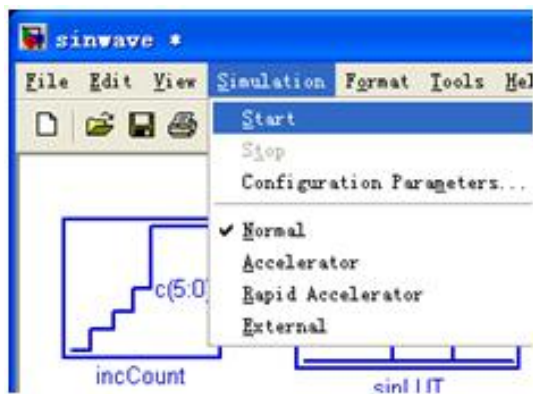 sinwave *
File Edit View Simulation Format Tools Hel
Start
Stop
Configuration Parameters...
Normal
Accelerator
Rapid Accelerator
External
c(5:0)
incCount
sinLUT